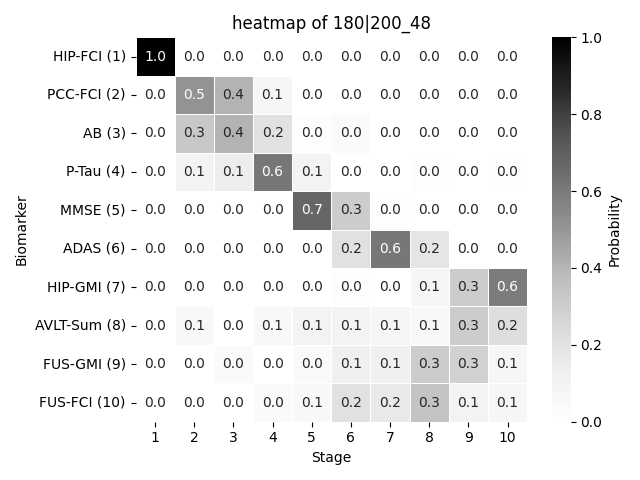 heatmap of 180|200_48
HIP-FCI (1) 1.0 0.0 0.0 0.0 0.0 0.0 0.0 0.0 0.0 0.0
PCC-FCI (2) 0.0 0.5 0.4 0.1 0.0 0.0 0.0 0.0 0.0 0.0
AB (3) 0.0 0.3 0.4 0.2 0.0 0.0 0.0 0.0 0.0 0.0
P-Tau (4) 0.0 0.1 0.1 0.6 0.1 0.0 0.0 0.0 0.0 0.0
MMSE (5) 0.0 0.0 0.0 0.0 0.7 0.3 0.0 0.0 0.0 0.0
ADAS (6) 0.0 0.0 0.0 0.0 0.0 0.2 0.6 0.2 0.0 0.0
HIP-GMI (7) 0.0 0.0 0.0 0.0 0.0 0.0 0.0 0.1 0.3 0.6
AVLT-Sum (8) 0.0 0.1 0.0 0.1 0.1 0.1 0.1 0.1 0.3 0.2
FUS-GMI (9) 0.0 0.0 0.0 0.0 0.0 0.1 0.1 0.3 0.3 0.1
FUS-FCI (10) 0.0 0.0 0.0 0.0 0.1 0.2 0.2 0.3 0.1 0.1
1 2 3 4 5 6 7 8 9 10
Stage
Biomarker
1.0
0.8
0.6
0.4
0.2
0.0
Probability